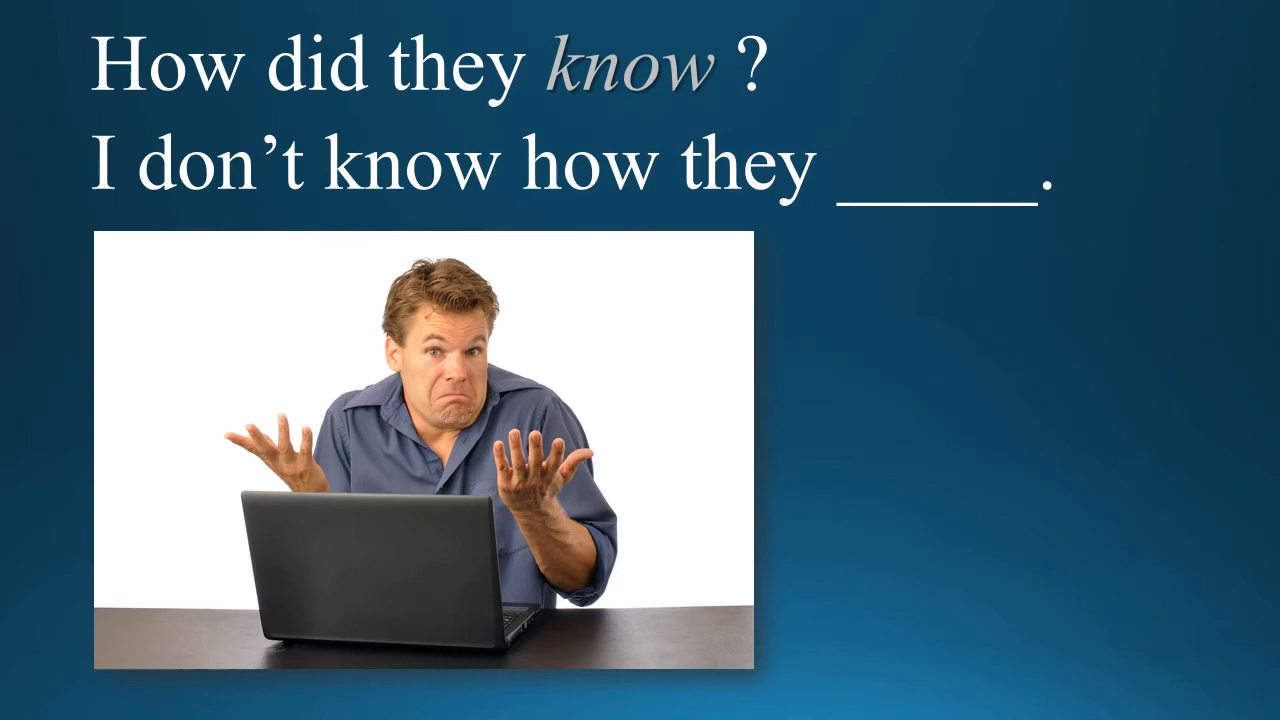 How did they know ?
I don’t know how they ______.